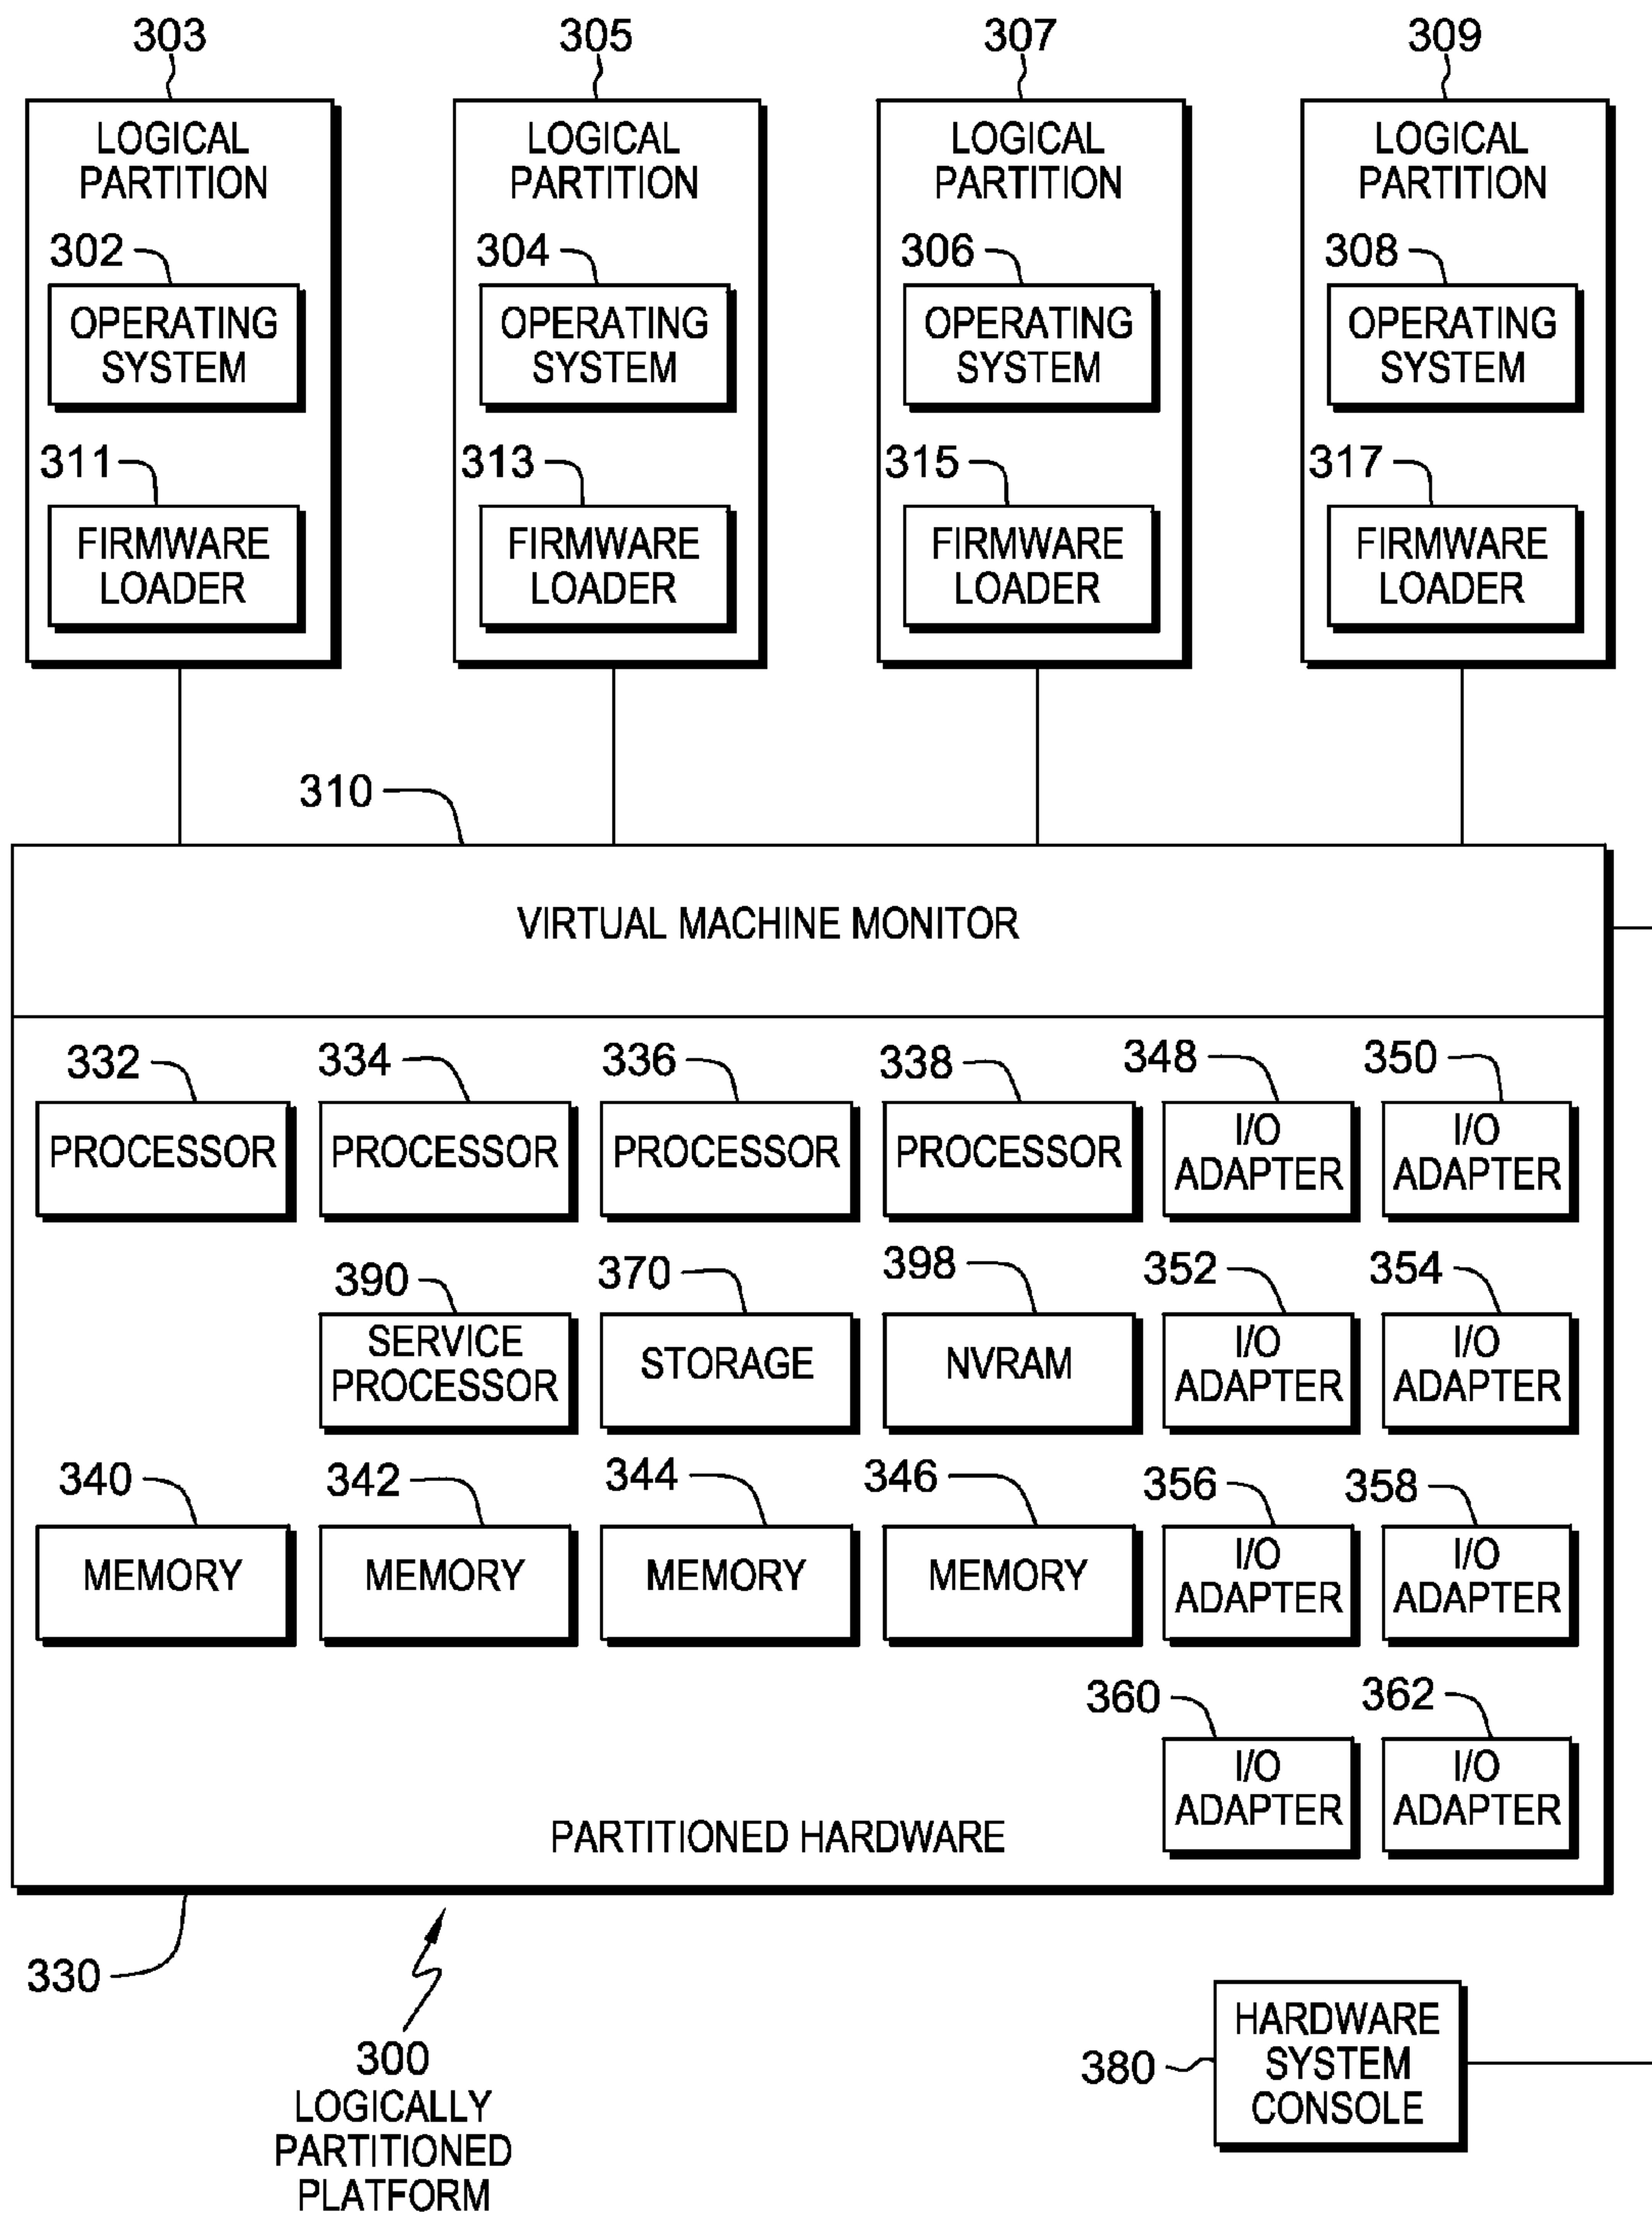 303 305 307 309
LOGICAL PARTITION LOGICAL PARTITION LOGICAL PARTITION LOGICAL PARTITION
302 304 306 308
OPERATING SYSTEM OPERATING SYSTEM OPERATING SYSTEM OPERATING SYSTEM
311 313 315 317
FIRMWARE LOADER FIRMWARE LOADER FIRMWARE LOADER FIRMWARE LOADER
310
VIRTUAL MACHINE MONITOR
332 334 336 338 348 350
PROCESSOR PROCESSOR PROCESSOR PROCESSOR I/O ADAPTER I/O ADAPTER
390 370 398 352 354
SERVICE PROCESSOR STORAGE NVRAM I/O ADAPTER I/O ADAPTER
340 342 344 346 356 358
MEMORY MEMORY MEMORY MEMORY I/O ADAPTER I/O ADAPTER
360 362
I/O ADAPTER I/O ADAPTER
PARTITIONED HARDWARE
330
300
LOGICALLY
PARTITIONED
PLATFORM
380
HARDWARE
SYSTEM
CONSOLE